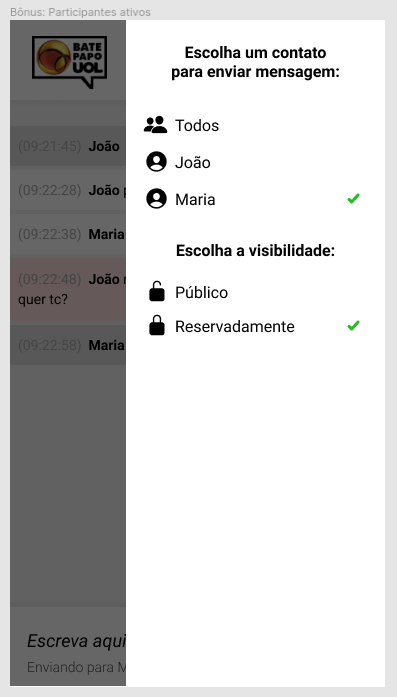 Bônus: Participantes ativos
BATE
PAPO
UOL
Escolha um contato
para enviar mensagem:
Todos
João
Maria
Escolha a visibilidade:
Público
Reservadamente
(09:21:45) João
(09:22:28) João
(09:22:38) Maria
(09:22:48) João
quer tc?
(09:22:58) Maria
Escreva aqui
Enviando para M